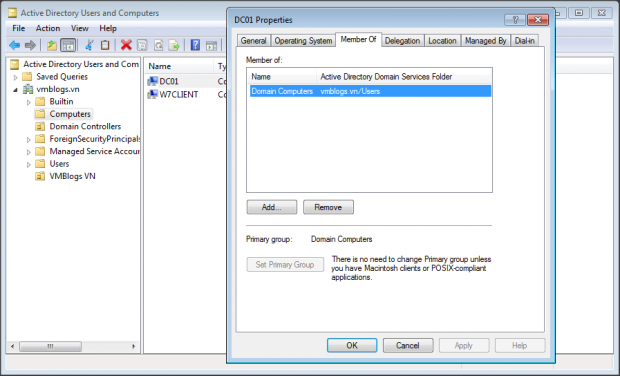 Active Directory Users and Computers
File Action View Help
Active Directory Users and Com
Saved Queries
vmblogs.vn
Builtin
Computers
Domain Controllers
ForeignSecurityPrincipals
Managed Service Accour
Users
VMBlogs VN
Name Ty
DC01 Co
W7CLIENT Co
DC01 Properties
General Operating System Member Of Delegation Location Managed By Dial-in
Member of:
Name Active Directory Domain Services Folder
Domain Computers vmblogs.vn/Users
Add... Remove
Primary group: Domain Computers
Set Primary Group
There is no need to change Primary group unless
you have Macintosh clients or POSIX-compliant
applications.
OK Cancel Apply Help